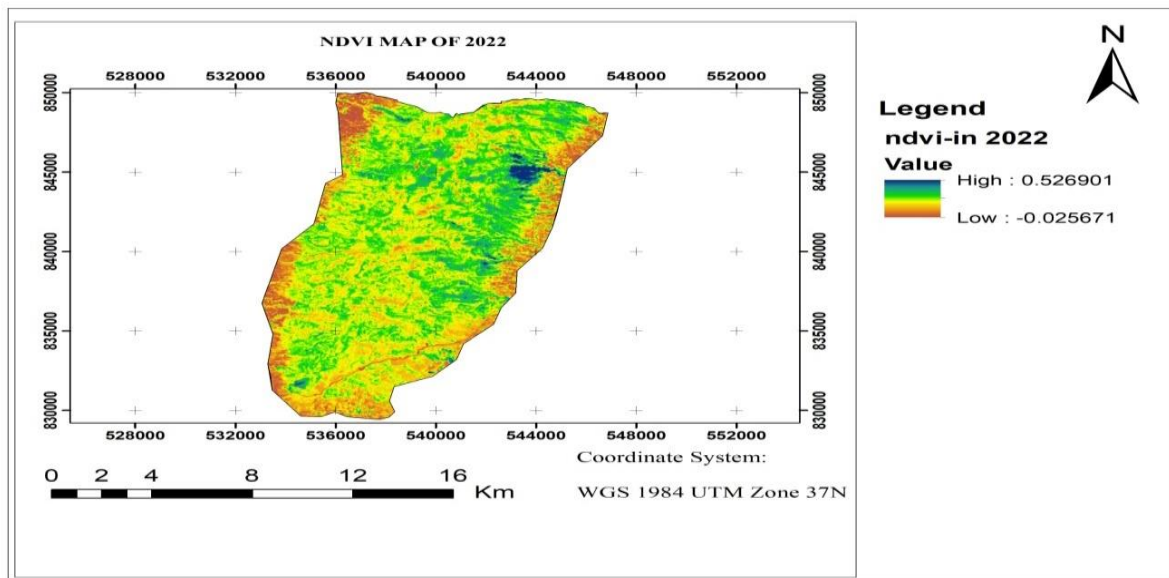 NDVI MAP OF 2022
528000 532000 536000 540000 544000 548000 552000
850000 850000
845000 845000
840000 840000
835000 835000
830000 830000
528000 532000 536000 540000 544000 548000 552000
0 2 4 8 12 16
Km
Coordinate System:
WGS 1984 UTM Zone 37N
N
Legend
ndvi-in 2022
Value
High : 0.526901
Low : -0.025671